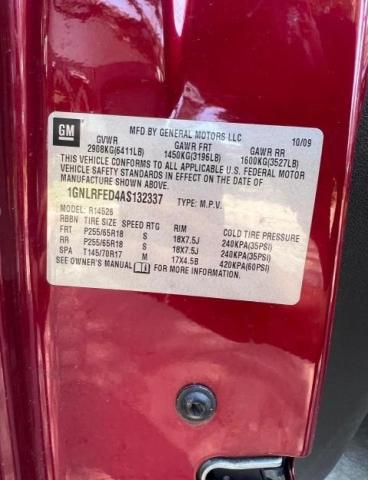 GM
MFD BY GENERAL MOTORS LLC 10/09
GVWR GAWR FRT GAWR RR
2908KG(6411LB) 1450KG(3196LB) 1600KG(3527LB)
THIS VEHICLE CONFORMS TO ALL APPLICABLE U.S. FEDERAL MOTOR
VEHICLE SAFETY STANDARDS IN EFFECT ON THE DATE OF
MANUFACTURE SHOWN ABOVE.
1GNLRFED4AS132337 TYPE: M.P.V.
MODEL: R14526
RBBN TIRE SIZE SPEED RTG RIM COLD TIRE PRESSURE
FRT P255/65R18 S 18X7.5J 240KPA(35PSI)
RR P255/65R18 S 18X7.5J 240KPA(35PSI)
SPA T145/70R17 M 17X4.5B 420KPA(60PSI)
SEE OWNER'S MANUAL FOR ADDITIONAL INFORMATION.